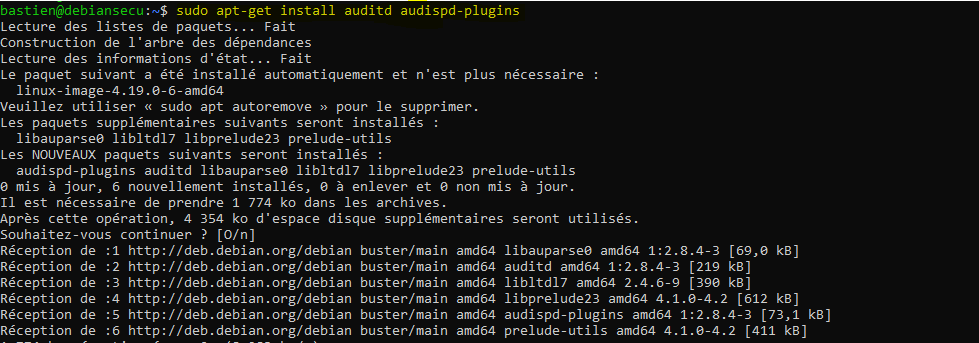 bastien@debiansecu:~$ sudo apt-get install auditd audispd-plugins
Lecture des listes de paquets... Fait
Construction de l'arbre des dépendances
Lecture des informations d'état... Fait
Le paquet suivant a été installé automatiquement et n'est plus nécessaire :
  linux-image-4.19.0-6-amd64
Veuillez utiliser « sudo apt autoremove » pour le supprimer.
Les paquets supplémentaires suivants seront installés :
  libauparse0 libltdl7 libprelude23 prelude-utils
Les NOUVEAUX paquets suivants seront installés :
  audispd-plugins auditd libauparse0 libltdl7 libprelude23 prelude-utils
0 mis à jour, 6 nouvellement installés, 0 à enlever et 0 non mis à jour.
Il est nécessaire de prendre 1 774 ko dans les archives.
Après cette opération, 4 354 ko d'espace disque supplémentaires seront utilisés.
Souhaitez-vous continuer ? [O/n]
Réception de :1 http://deb.debian.org/debian buster/main amd64 libauparse0 amd64 1:2.8.4-3 [69,0 kB]
Réception de :2 http://deb.debian.org/debian buster/main amd64 auditd amd64 1:2.8.4-3 [219 kB]
Réception de :3 http://deb.debian.org/debian buster/main amd64 libltdl7 amd64 2.4.6-9 [390 kB]
Réception de :4 http://deb.debian.org/debian buster/main amd64 libprelude23 amd64 4.1.0-4.2 [612 kB]
Réception de :5 http://deb.debian.org/debian buster/main amd64 audispd-plugins amd64 1:2.8.4-3 [73,1 kB]
Réception de :6 http://deb.debian.org/debian buster/main amd64 prelude-utils amd64 4.1.0-4.2 [411 kB]